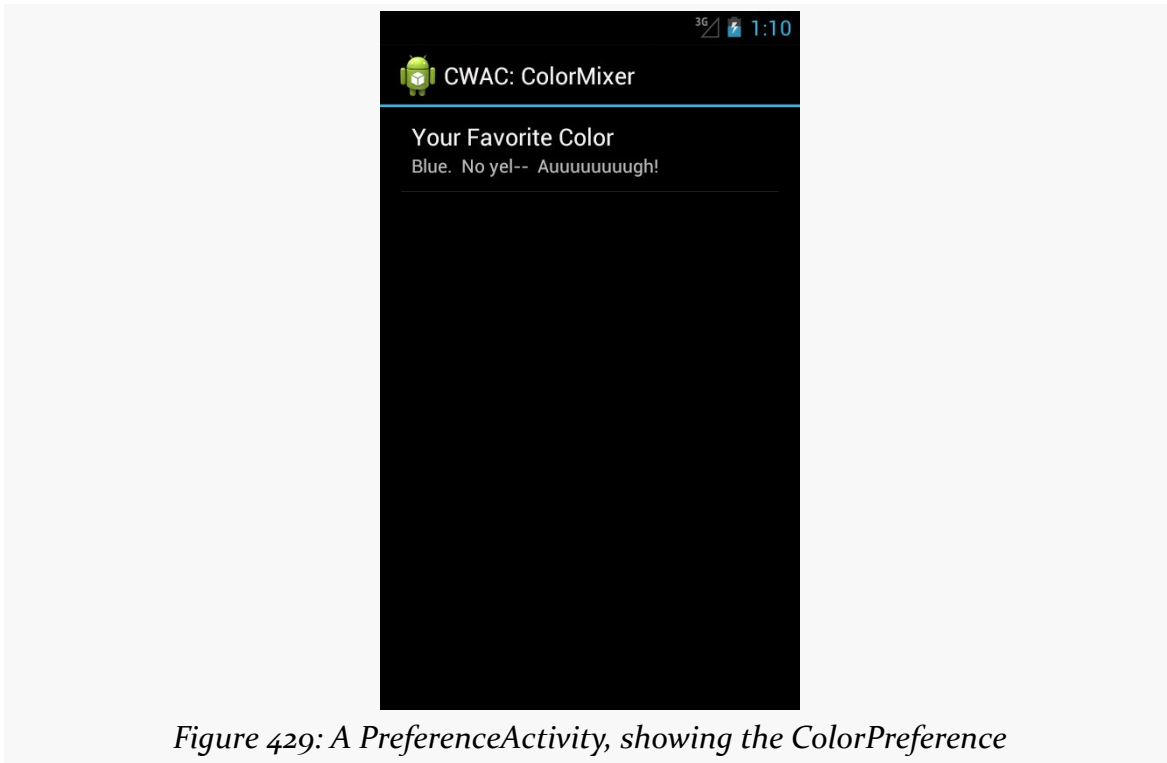 3G 1:10
CWAC: ColorMixer
Your Favorite Color
Blue.  No yel--  Auuuuuuuugh!
Figure 429: A PreferenceActivity, showing the ColorPreference